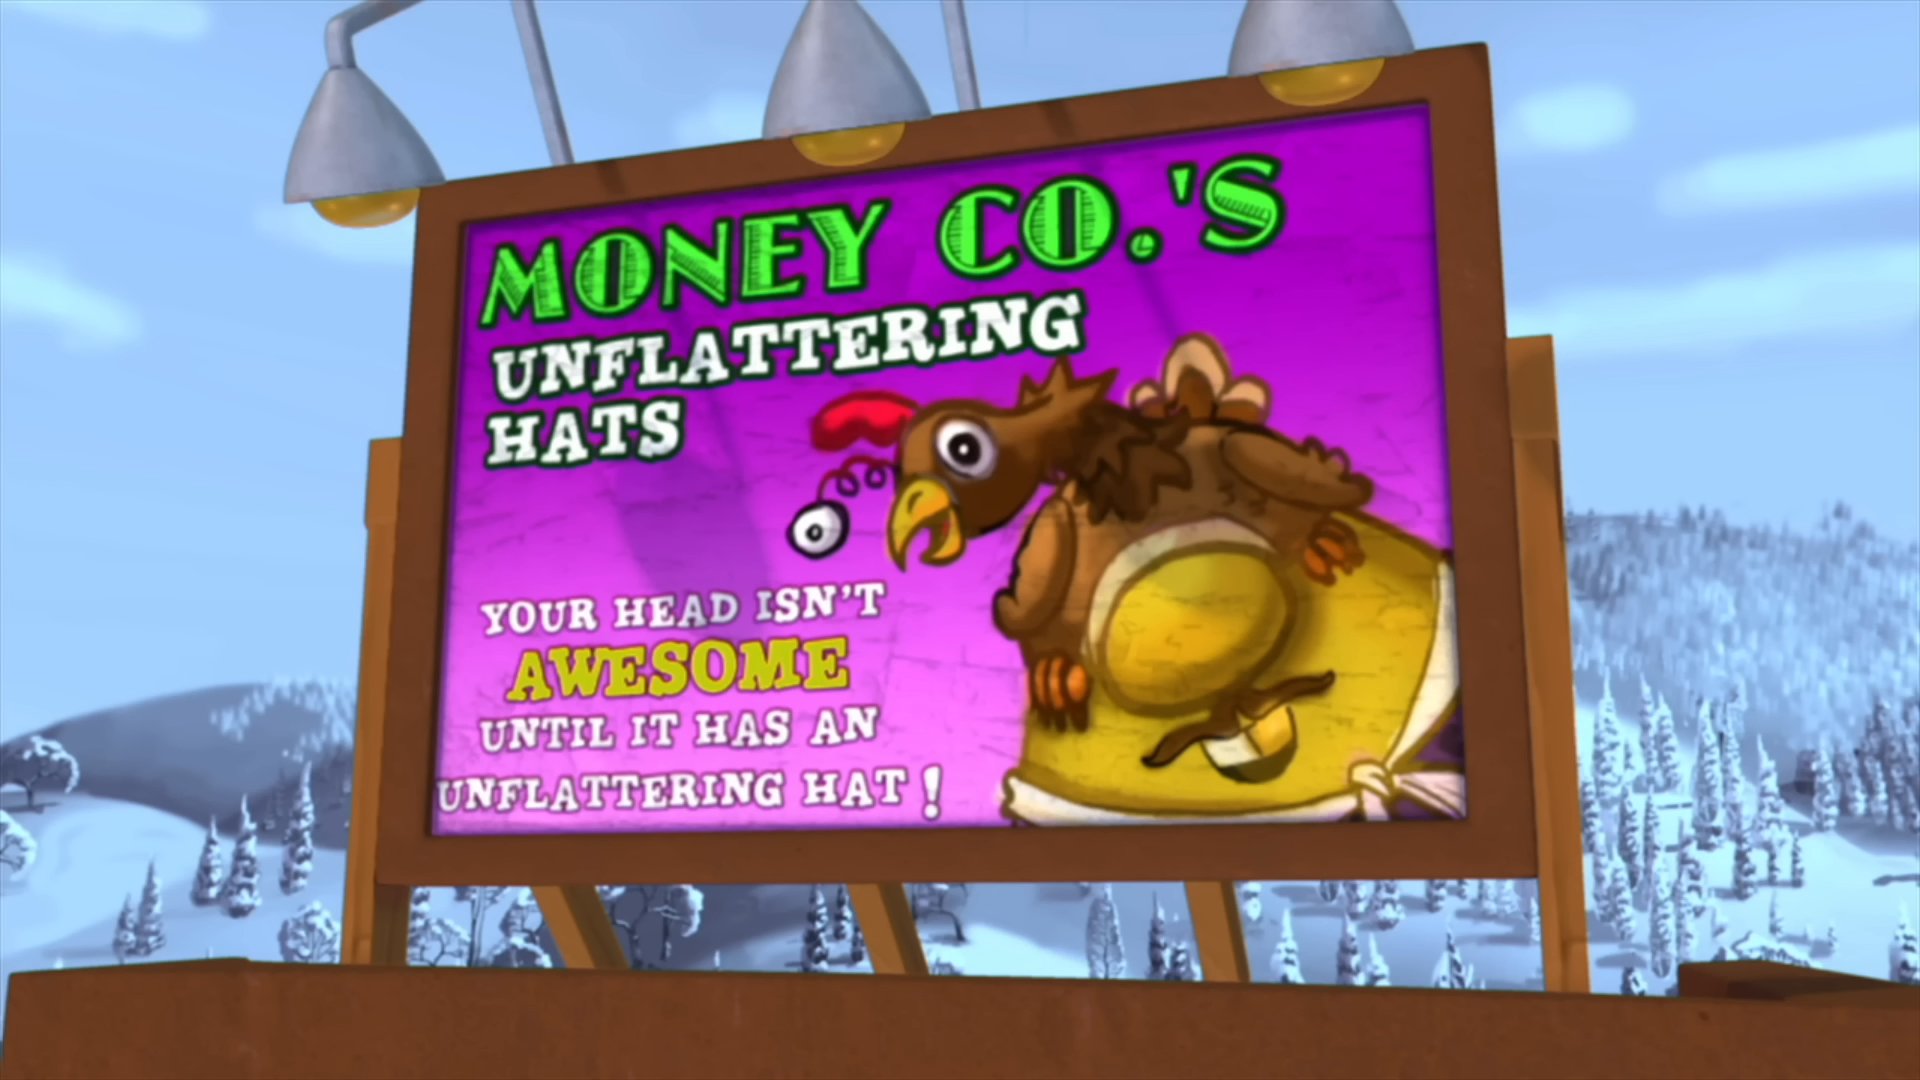 MONEY CO.'S
UNFLATTERING
HATS
YOUR HEAD ISN'T
AWESOME
UNTIL IT HAS AN
UNFLATTERING HAT!